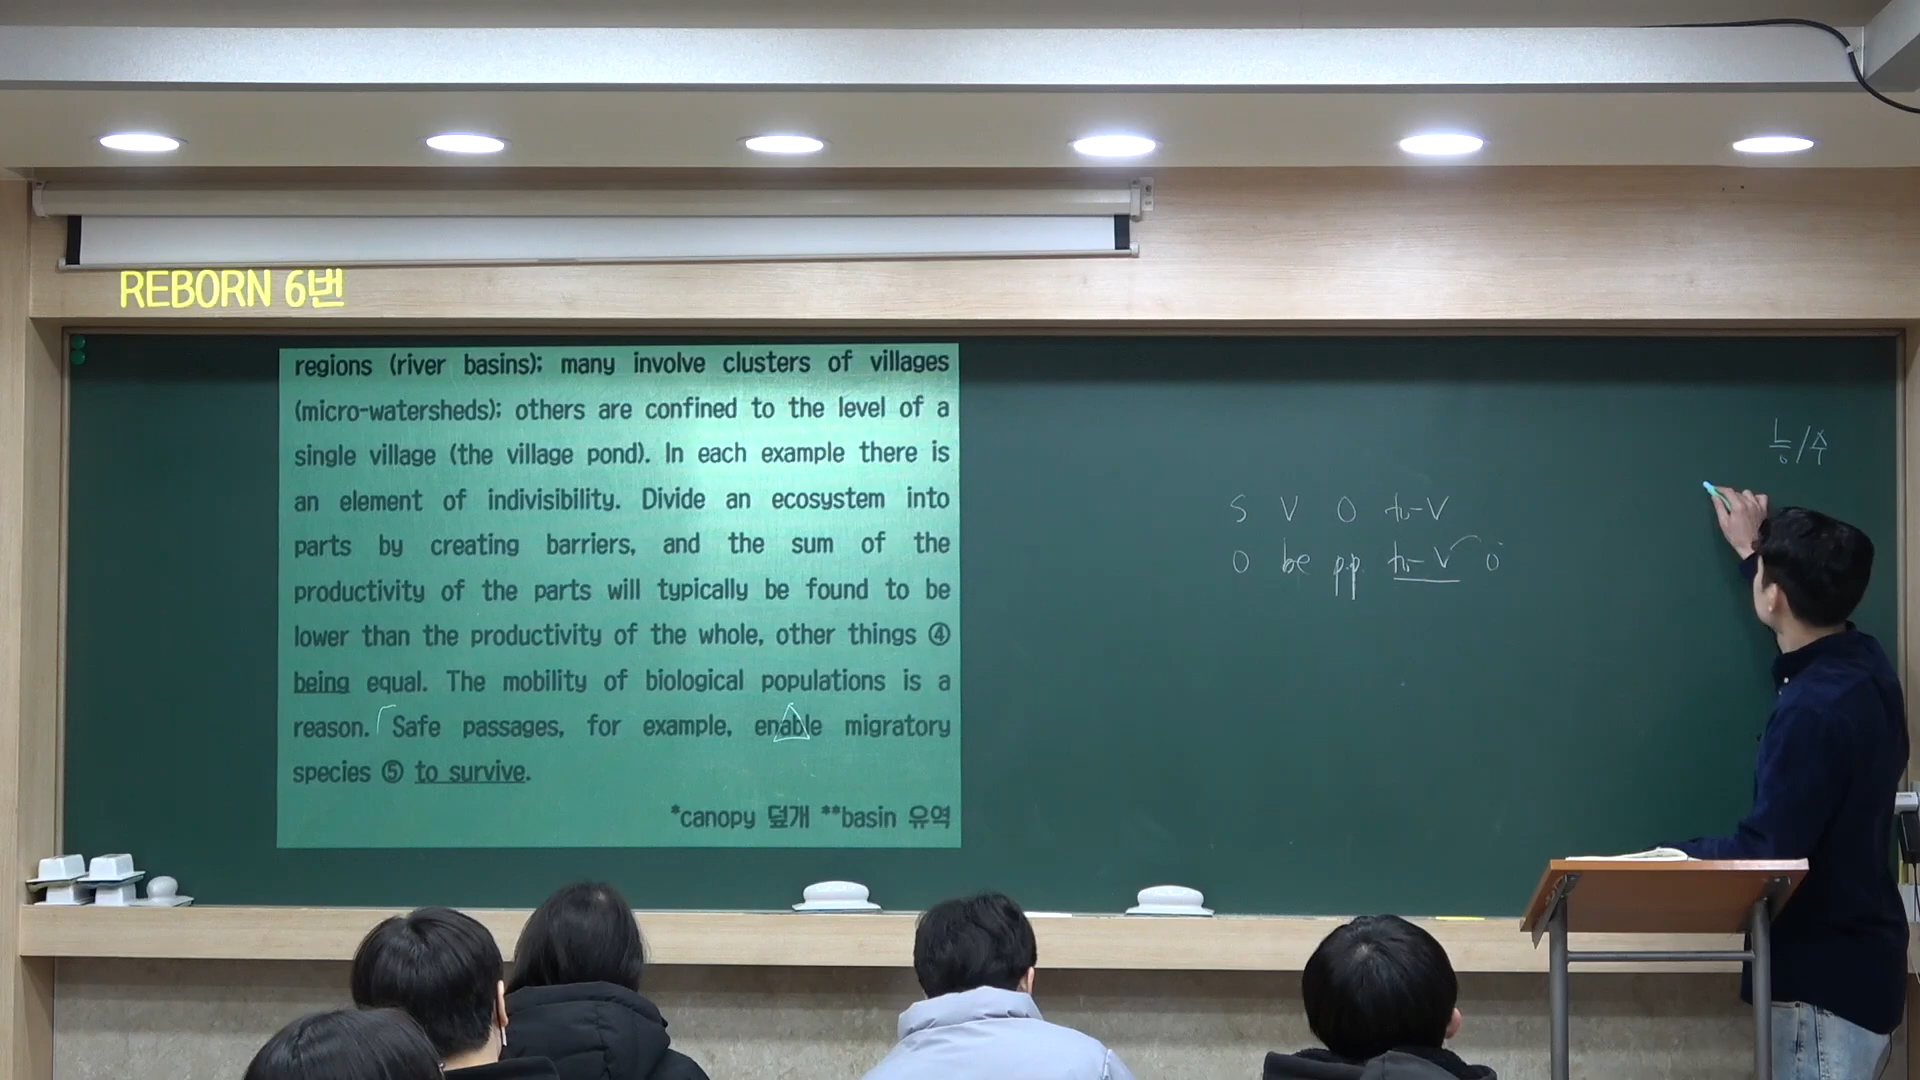 REBORN 6번
regions (river basins); many involve clusters of villages
(micro-watersheds); others are confined to the level of a
single village (the village pond). In each example there is
an element of indivisibility. Divide an ecosystem into
parts by creating barriers, and the sum of the
productivity of the parts will typically be found to be
lower than the productivity of the whole, other things ④
being equal. The mobility of biological populations is a
reason. Safe passages, for example, enable migratory
species ⑤ to survive.
*canopy 덮개 **basin 유역
S V O to-V
O be p.p. to-V